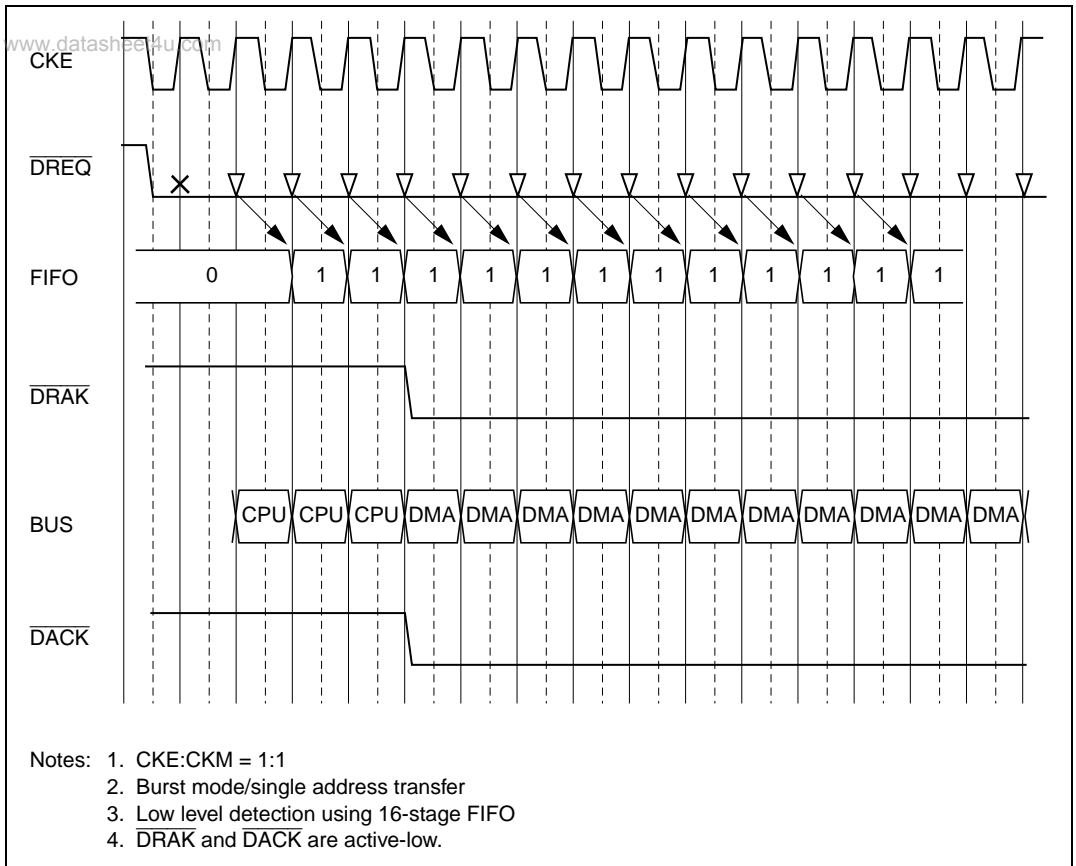 www.datasheet4u.com
CKE
DREQ
FIFO 0 1 1 1 1 1 1 1 1 1 1 1 1
DRAK
BUS CPU CPU CPU DMA DMA DMA DMA DMA DMA DMA DMA DMA DMA DMA
DACK
Notes: 1. CKE:CKM = 1:1
2. Burst mode/single address transfer
3. Low level detection using 16-stage FIFO
4. DRAK and DACK are active-low.